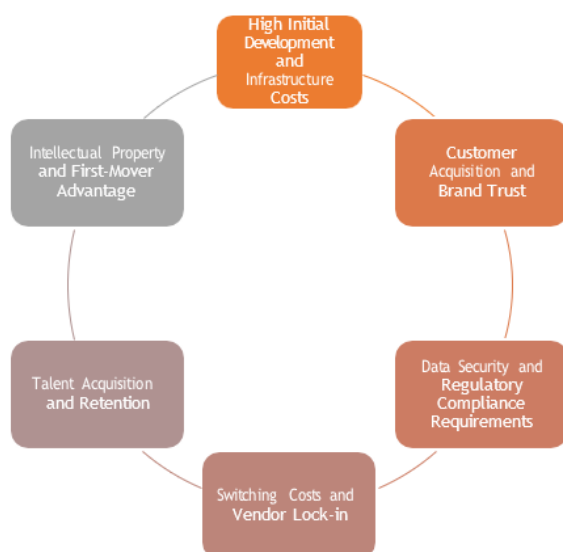 High Initial
Development
and
Infrastructure
Costs
Customer
Acquisition and
Brand Trust
Data Security and
Regulatory
Compliance
Requirements
Switching Costs and
Vendor Lock-in
Talent Acquisition
and Retention
Intellectual Property
and First-Mover
Advantage